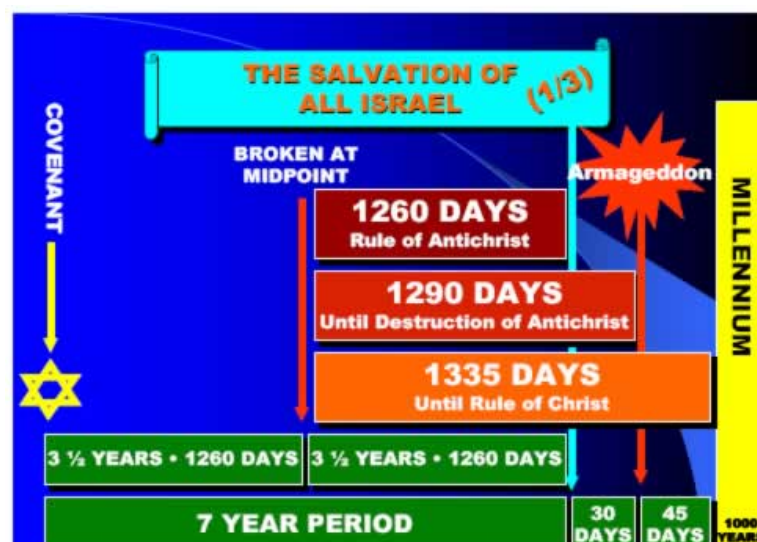 THE SALVATION OF
ALL ISRAEL
(1/3)
COVENANT
BROKEN AT
MIDPOINT
Armageddon
MILLENNIUM
1260 DAYS
Rule of Antichrist
1290 DAYS
Until Destruction of Antichrist
1335 DAYS
Until Rule of Christ
3 ½ YEARS • 1260 DAYS
3 ½ YEARS • 1260 DAYS
7 YEAR PERIOD
30
DAYS
45
DAYS
1000
YEARS